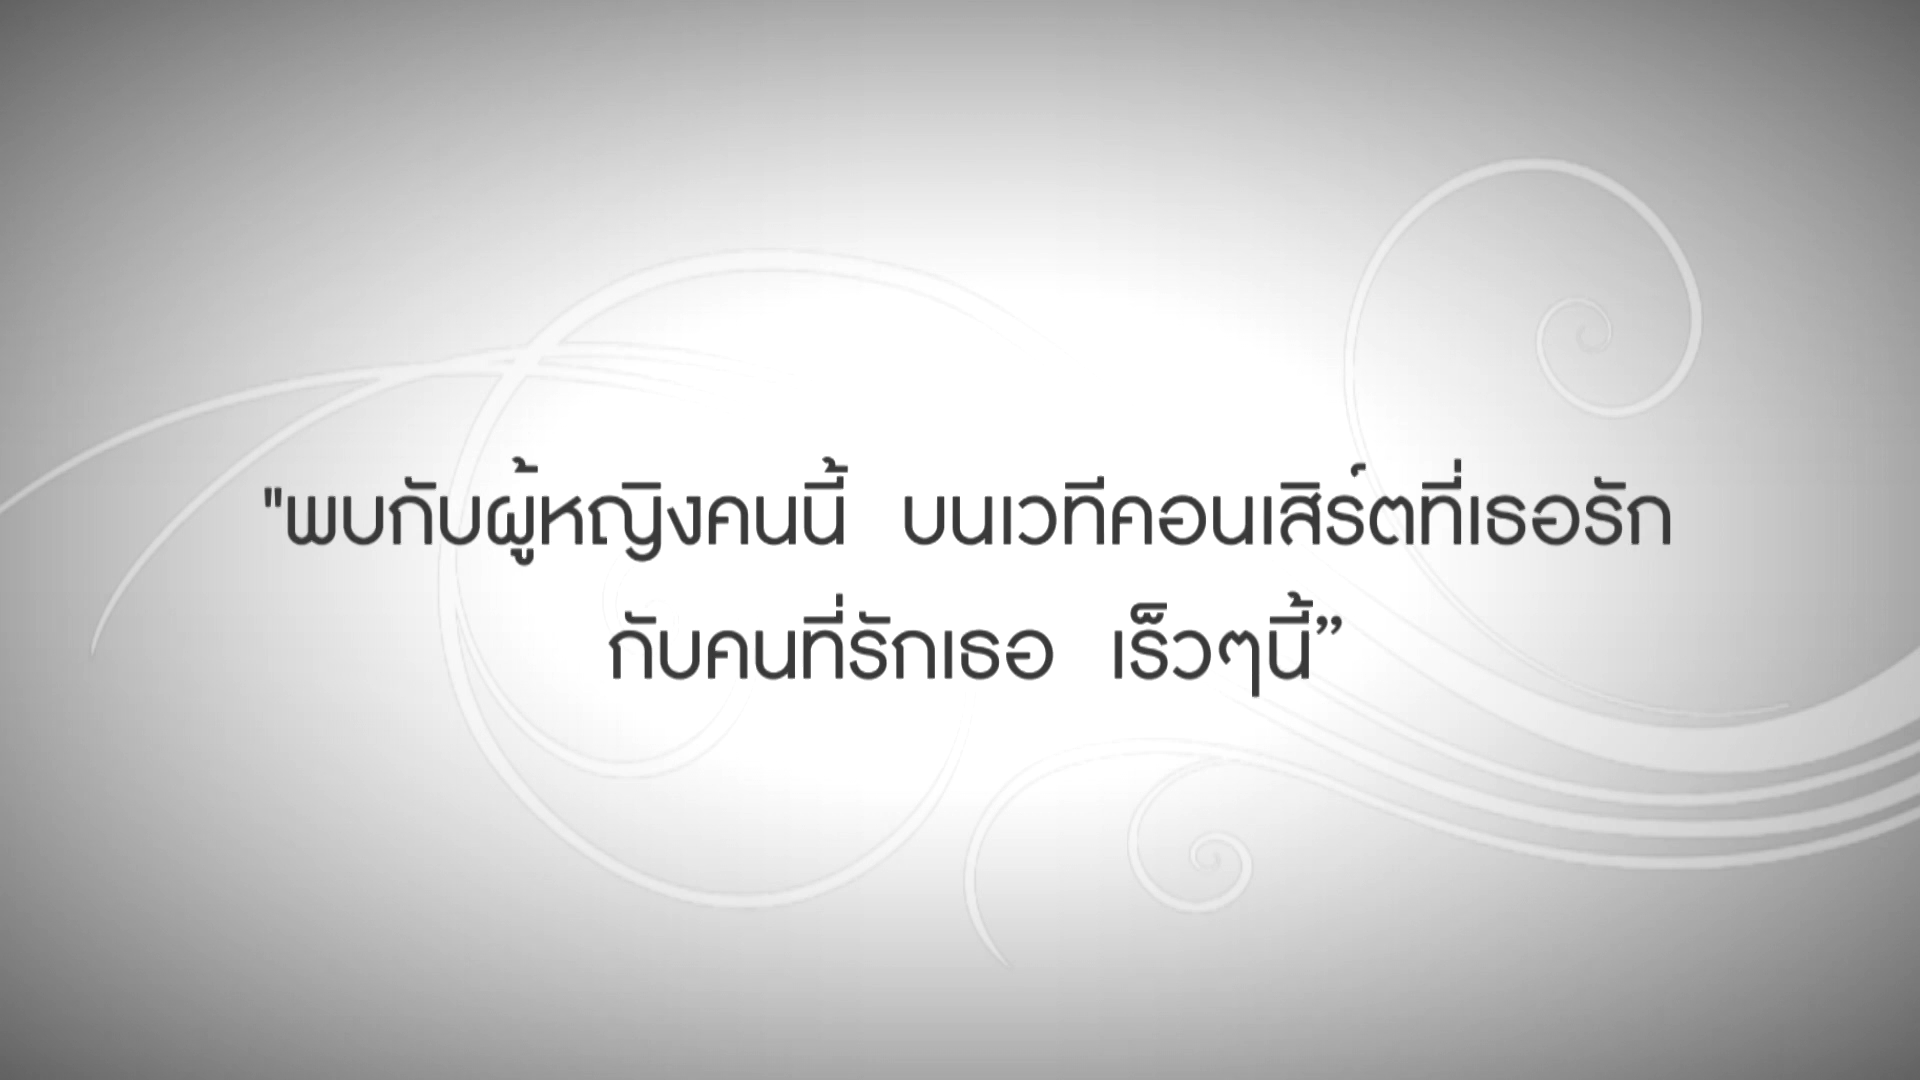 "พบกับผู้หญิงคนนี้  บนเวทีคอนเสิร์ตที่เธอรัก
กับคนที่รักเธอ  เร็วๆนี้”